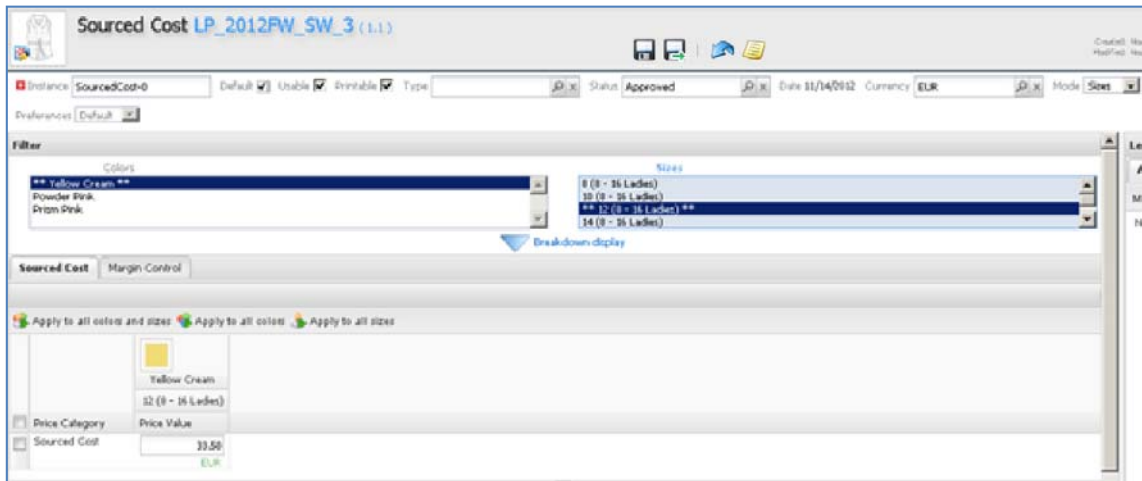 Sourced Cost LP_2012FW_SW_3 (1.1)
Created:
Modified:
Instance SourcedCost-0 Default Usable Printable Type Status Approved Date 11/14/2012 Currency EUR Mode Sizes
Preferences Default
Filter
Colors Sizes
** Yellow Cream ** 8 (8 - 16 Ladies)
Powder Pink 10 (8 - 16 Ladies)
Prism Pink ** 12 (8 - 16 Ladies) **
14 (8 - 16 Ladies)
Breakdown display
Sourced Cost Margin Control
Apply to all colors and sizes Apply to all colors Apply to all sizes
Yellow Cream
12 (8 - 16 Ladies)
Price Category Price Value
Sourced Cost 33.50
EUR